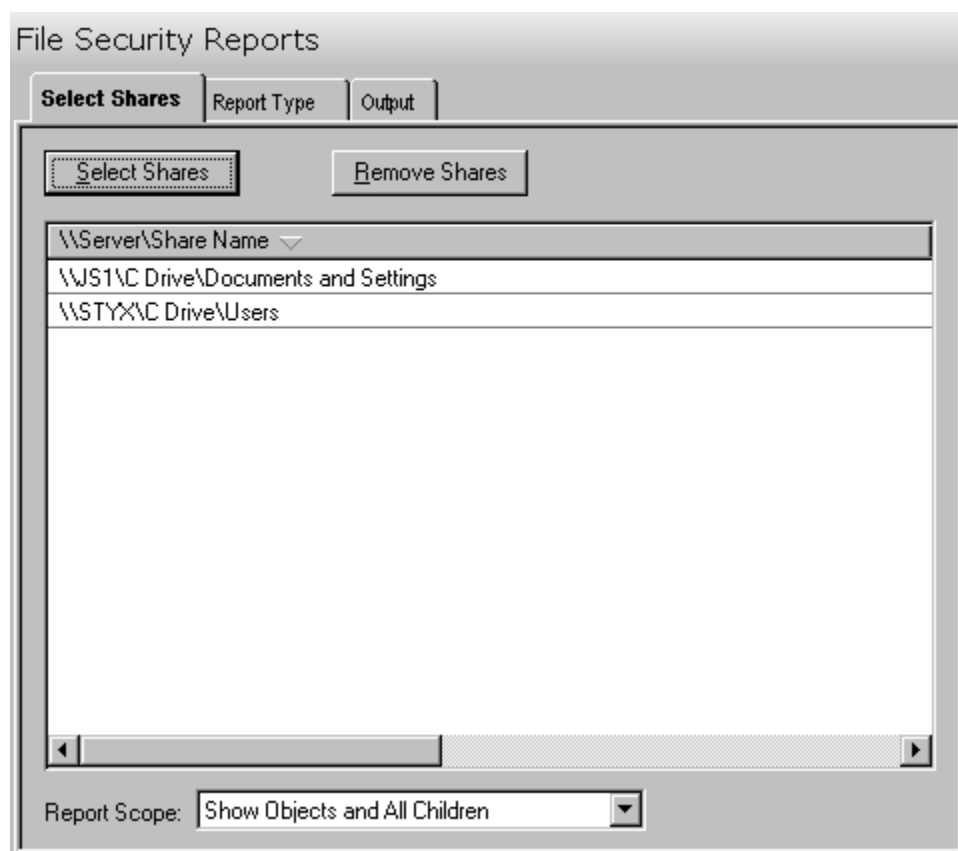 File Security Reports
Select Shares Report Type Output
Select Shares Remove Shares
\\Server\Share Name
\\JS1\C Drive\Documents and Settings
\\STYX\C Drive\Users
Report Scope: Show Objects and All Children